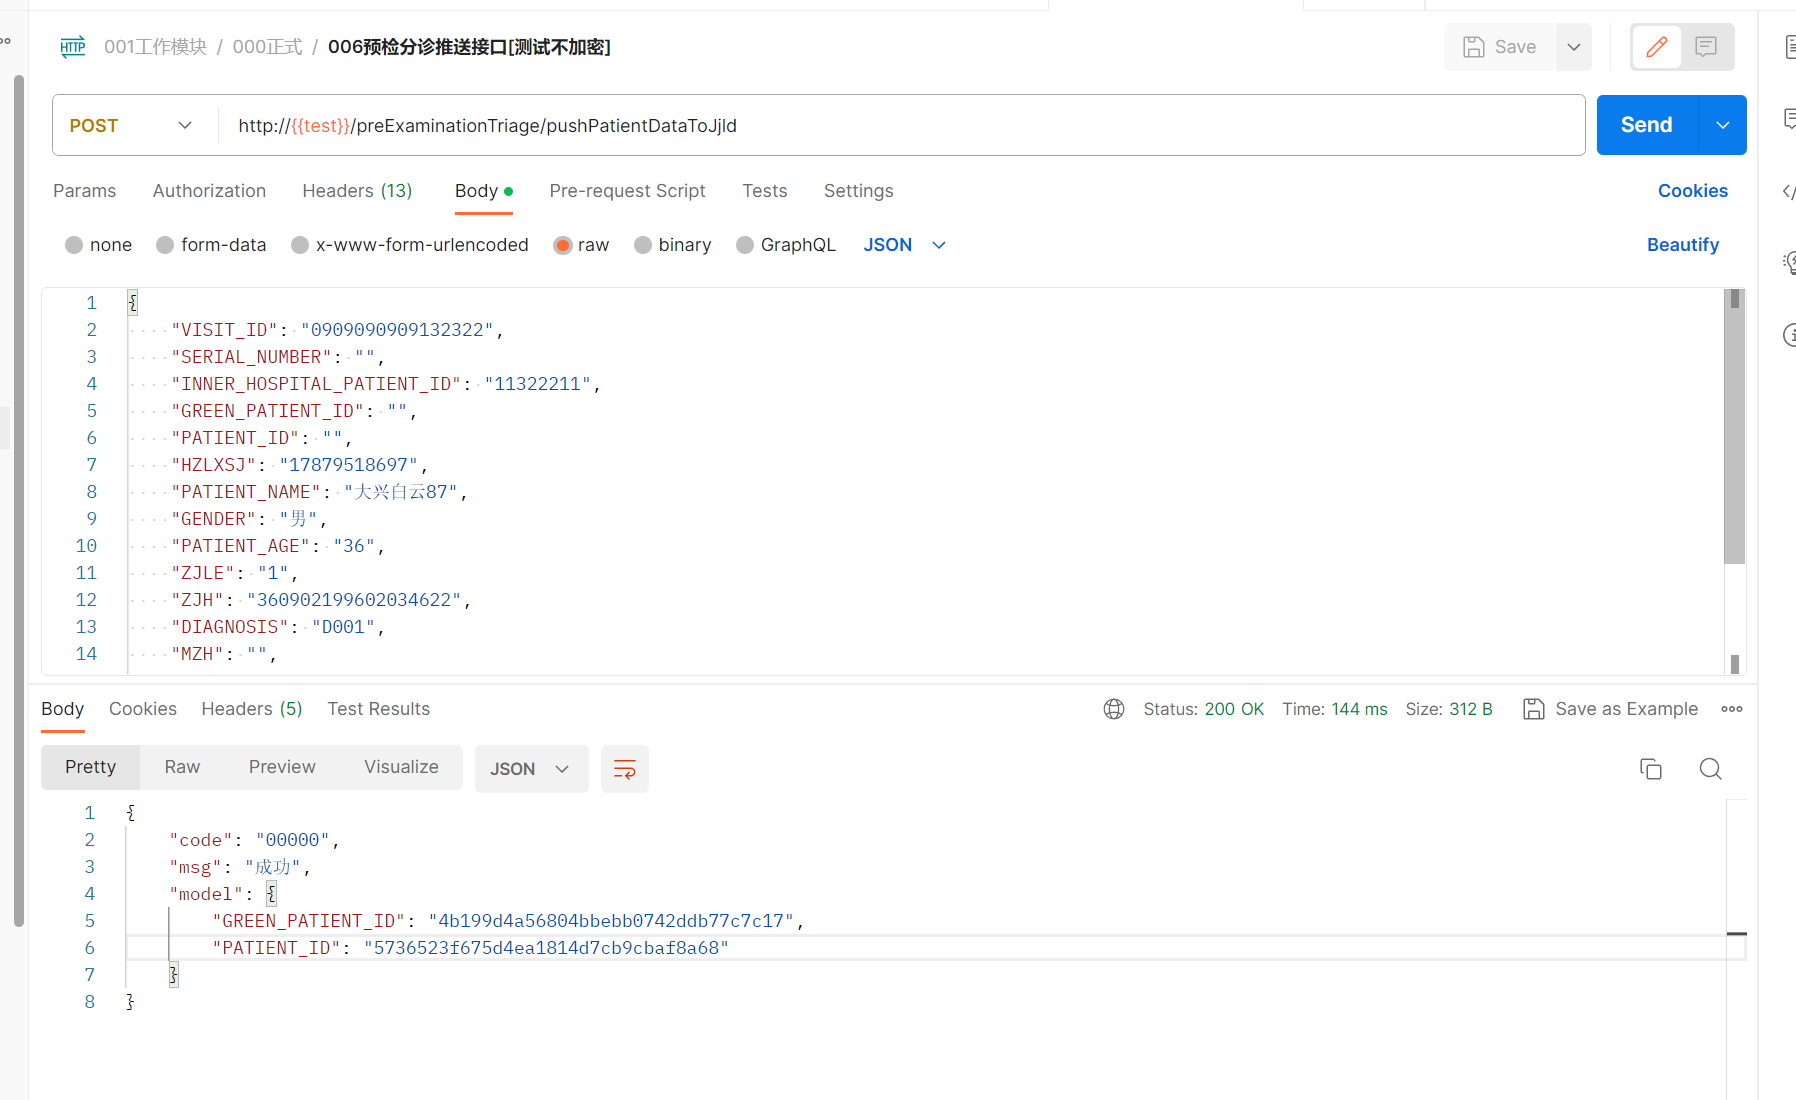 HTTP 001工作模块 / 000正式 / 006预检分诊推送接口[测试不加密]
Save
POST http://{{test}}/preExaminationTriage/pushPatientDataToJjld Send
Params Authorization Headers (13) Body Pre-request Script Tests Settings Cookies
none form-data x-www-form-urlencoded raw binary GraphQL JSON Beautify
1 {
2 "VISIT_ID": "0909090909132322",
3 "SERIAL_NUMBER": "",
4 "INNER_HOSPITAL_PATIENT_ID": "11322211",
5 "GREEN_PATIENT_ID": "",
6 "PATIENT_ID": "",
7 "HZLXSJ": "17879518697",
8 "PATIENT_NAME": "大兴白云87",
9 "GENDER": "男",
10 "PATIENT_AGE": "36",
11 "ZJLE": "1",
12 "ZJH": "360902199602034622",
13 "DIAGNOSIS": "D001",
14 "MZH": "",
Body Cookies Headers (5) Test Results Status: 200 OK Time: 144 ms Size: 312 B Save as Example
Pretty Raw Preview Visualize JSON
1 {
2 "code": "00000",
3 "msg": "成功",
4 "model": {
5 "GREEN_PATIENT_ID": "4b199d4a56804bbebb0742ddb77c7c17",
6 "PATIENT_ID": "5736523f675d4ea1814d7cb9cbaf8a68"
7 }
8 }